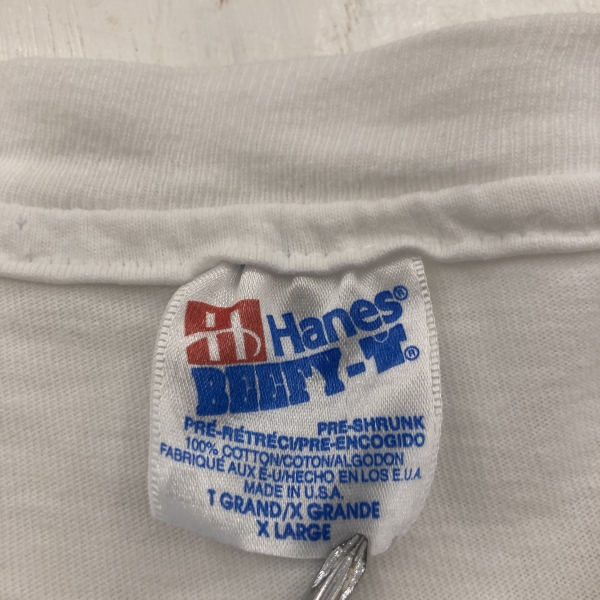 H Hanes®
BEEFY-T®
PRE-SHRUNK
PRÉ-RÉTRÉCI/PRE-ENCOGIDO
100% COTTON/COTON/ALGODON
FABRIQUÉ AUX É-U/HECHO EN LOS E.U.A.
MADE IN U.S.A.
T GRAND/X GRANDE
X LARGE